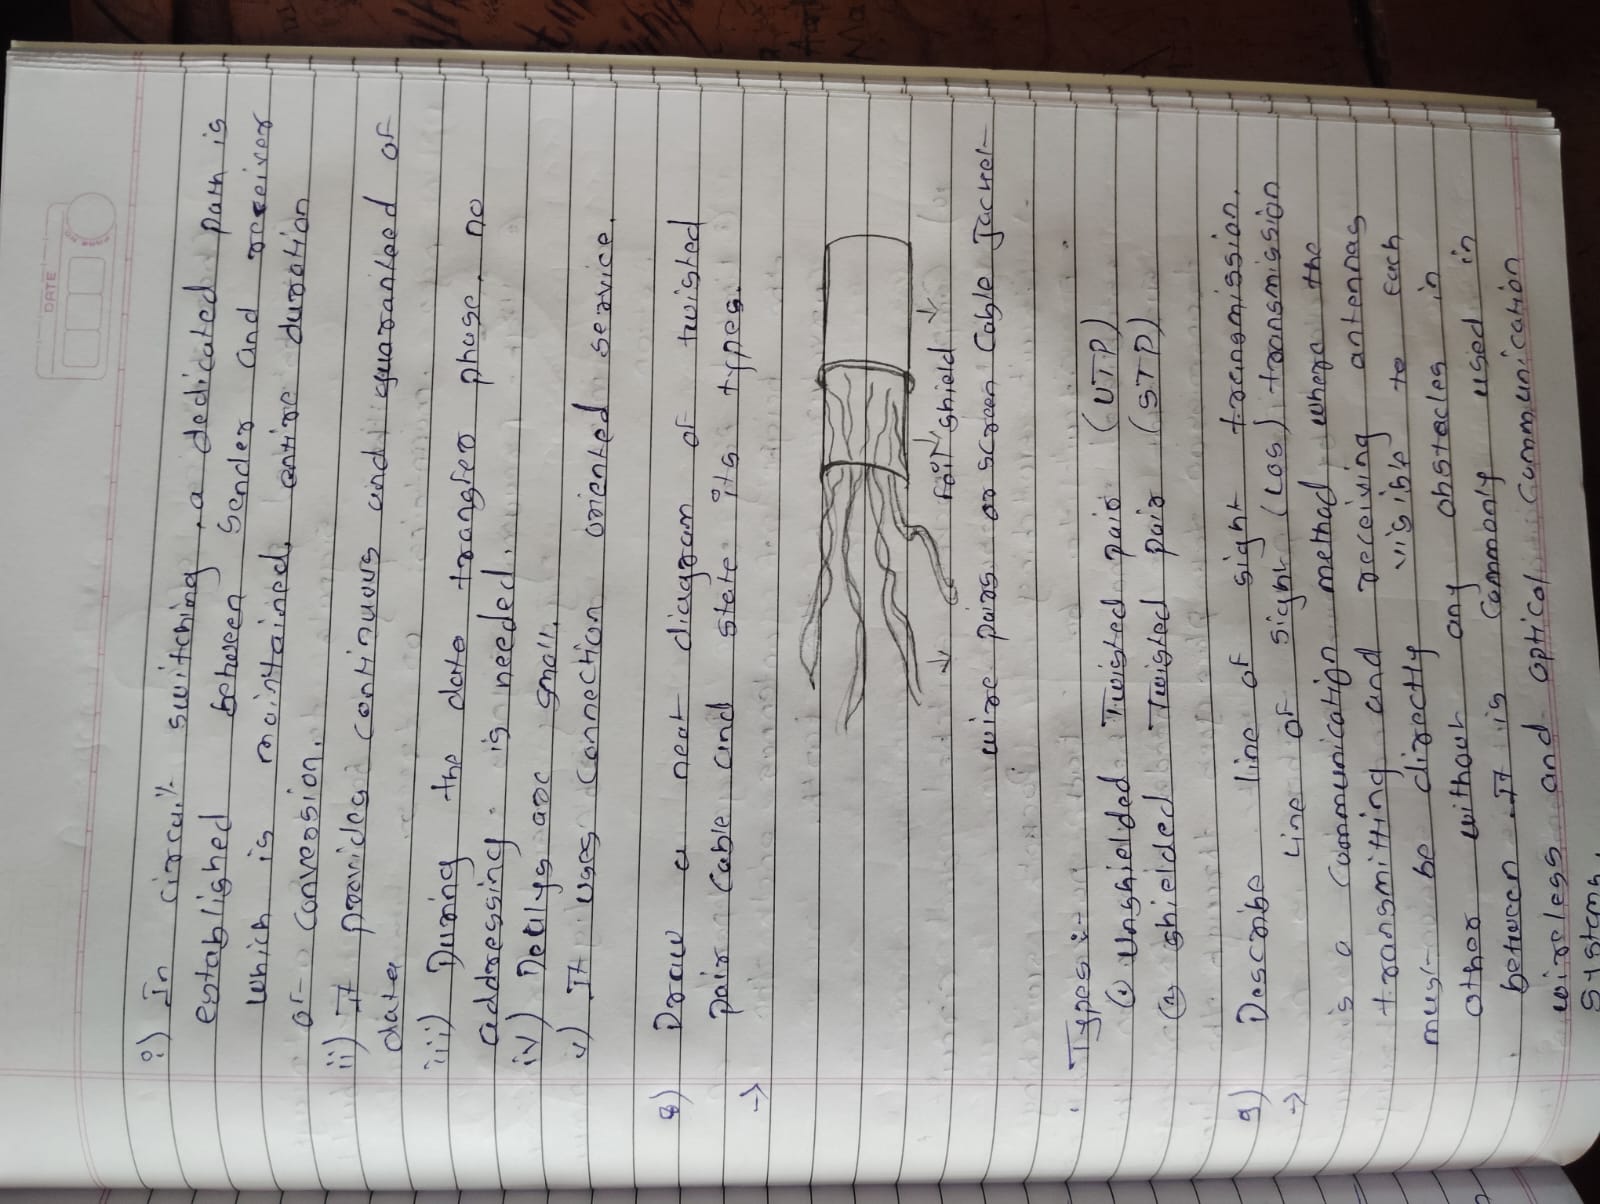 DATE
i) In circuit switching, a dedicated path is
established between Sender and receiver
which is maintained, entire duration
of conversion.
ii) It provides continuous and guaranteed of
data
iii) During the data transfer phase, no
addressing is needed.
iv) Dealys are small.
v) It uses connection oriented service.
8) Draw a neat diagram of twisted
pair cable and state its types.
→
foil shield
wire pairs or screen Cable Jacket
Types :-
(1) Unshielded Twisted pair (UTP)
(2) shielded Twisted pair (STP)
9) Describe line of sight transmission.
→ Line of sight (LOS) transmission
is a communication method where the
transmitting and receiving antennas
must be directly visible to each
other without any obstacles in
between. It is commonly used in
wireless and optical communication
systems.